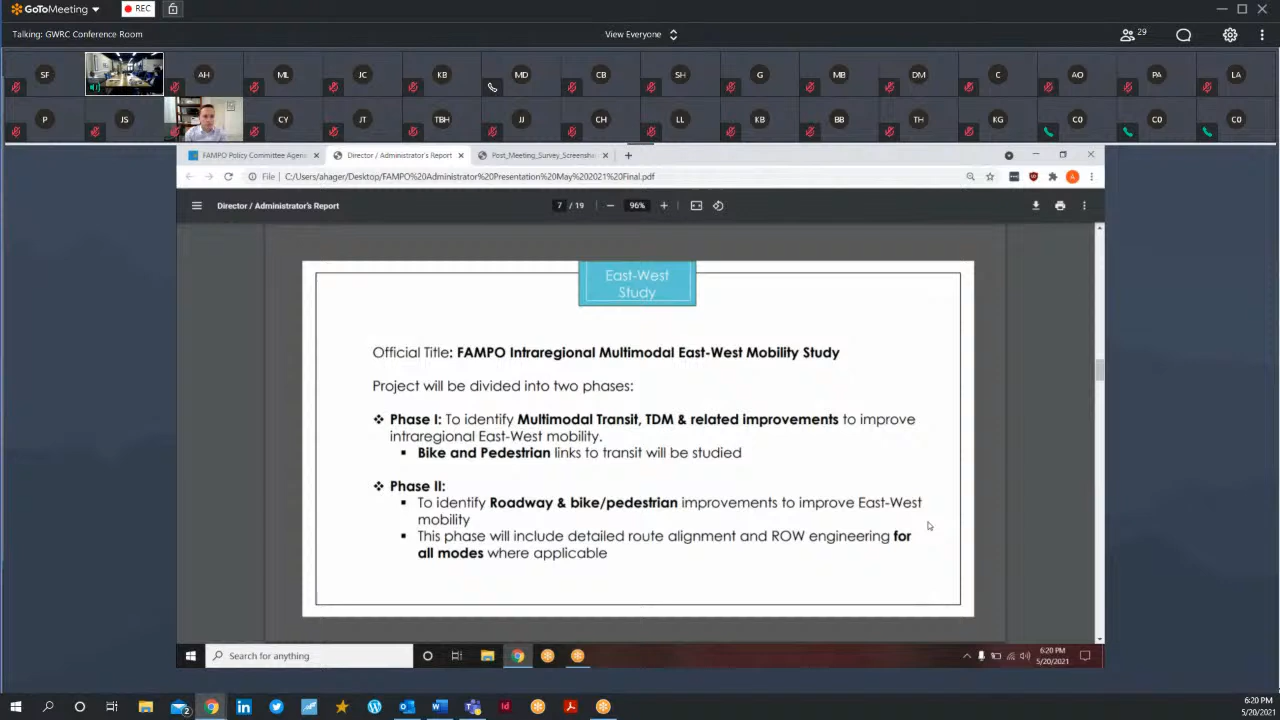 GoToMeeting
REC
Talking: GWRC Conference Room
View Everyone
29
SF
AH
ML
JC
KB
MD
CB
SH
G
MB
DM
C
AO
PA
LA
P
JS
CY
JT
TBH
JJ
CH
LL
KB
BB
TH
KG
C0
C0
C0
FAMPO Policy Committee Agen
Director / Administrator's Report
Post_Meeting_Survey_Screensh
File
C:/Users/ahager/Desktop/FAMPO%20Administrator%20Presentation%20May%202021%20Final.pdf
Director / Administrator's Report
7 / 19
96%
East-West
Study
Official Title: FAMPO Intraregional Multimodal East-West Mobility Study
Project will be divided into two phases:
Phase I: To identify Multimodal Transit, TDM & related improvements to improve
intraregional East-West mobility.
Bike and Pedestrian links to transit will be studied
Phase II:
To identify Roadway & bike/pedestrian improvements to improve East-West
mobility
This phase will include detailed route alignment and ROW engineering for
all modes where applicable
Search for anything
6:20 PM
5/20/2021
6:20 PM
5/20/2021